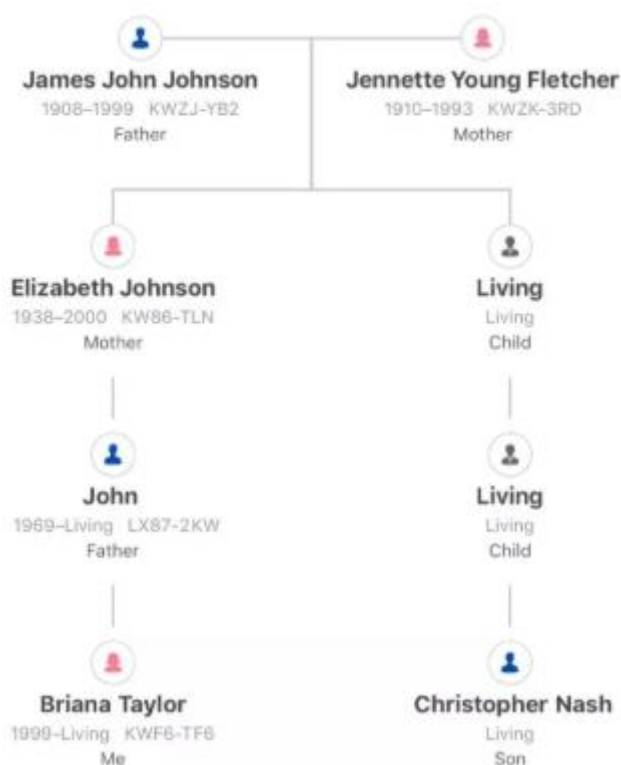 James John Johnson Jennette Young Fletcher
1908–1999 KWZJ-YB2 1910–1993 KWZK-3RD
Father Mother
Elizabeth Johnson Living
1938–2000 KW86-TLN Living
Mother Child
John Living
1969–Living LX87-2KW Living
Father Child
Briana Taylor Christopher Nash
1999–Living KWF6-TF6 Living
Me Son